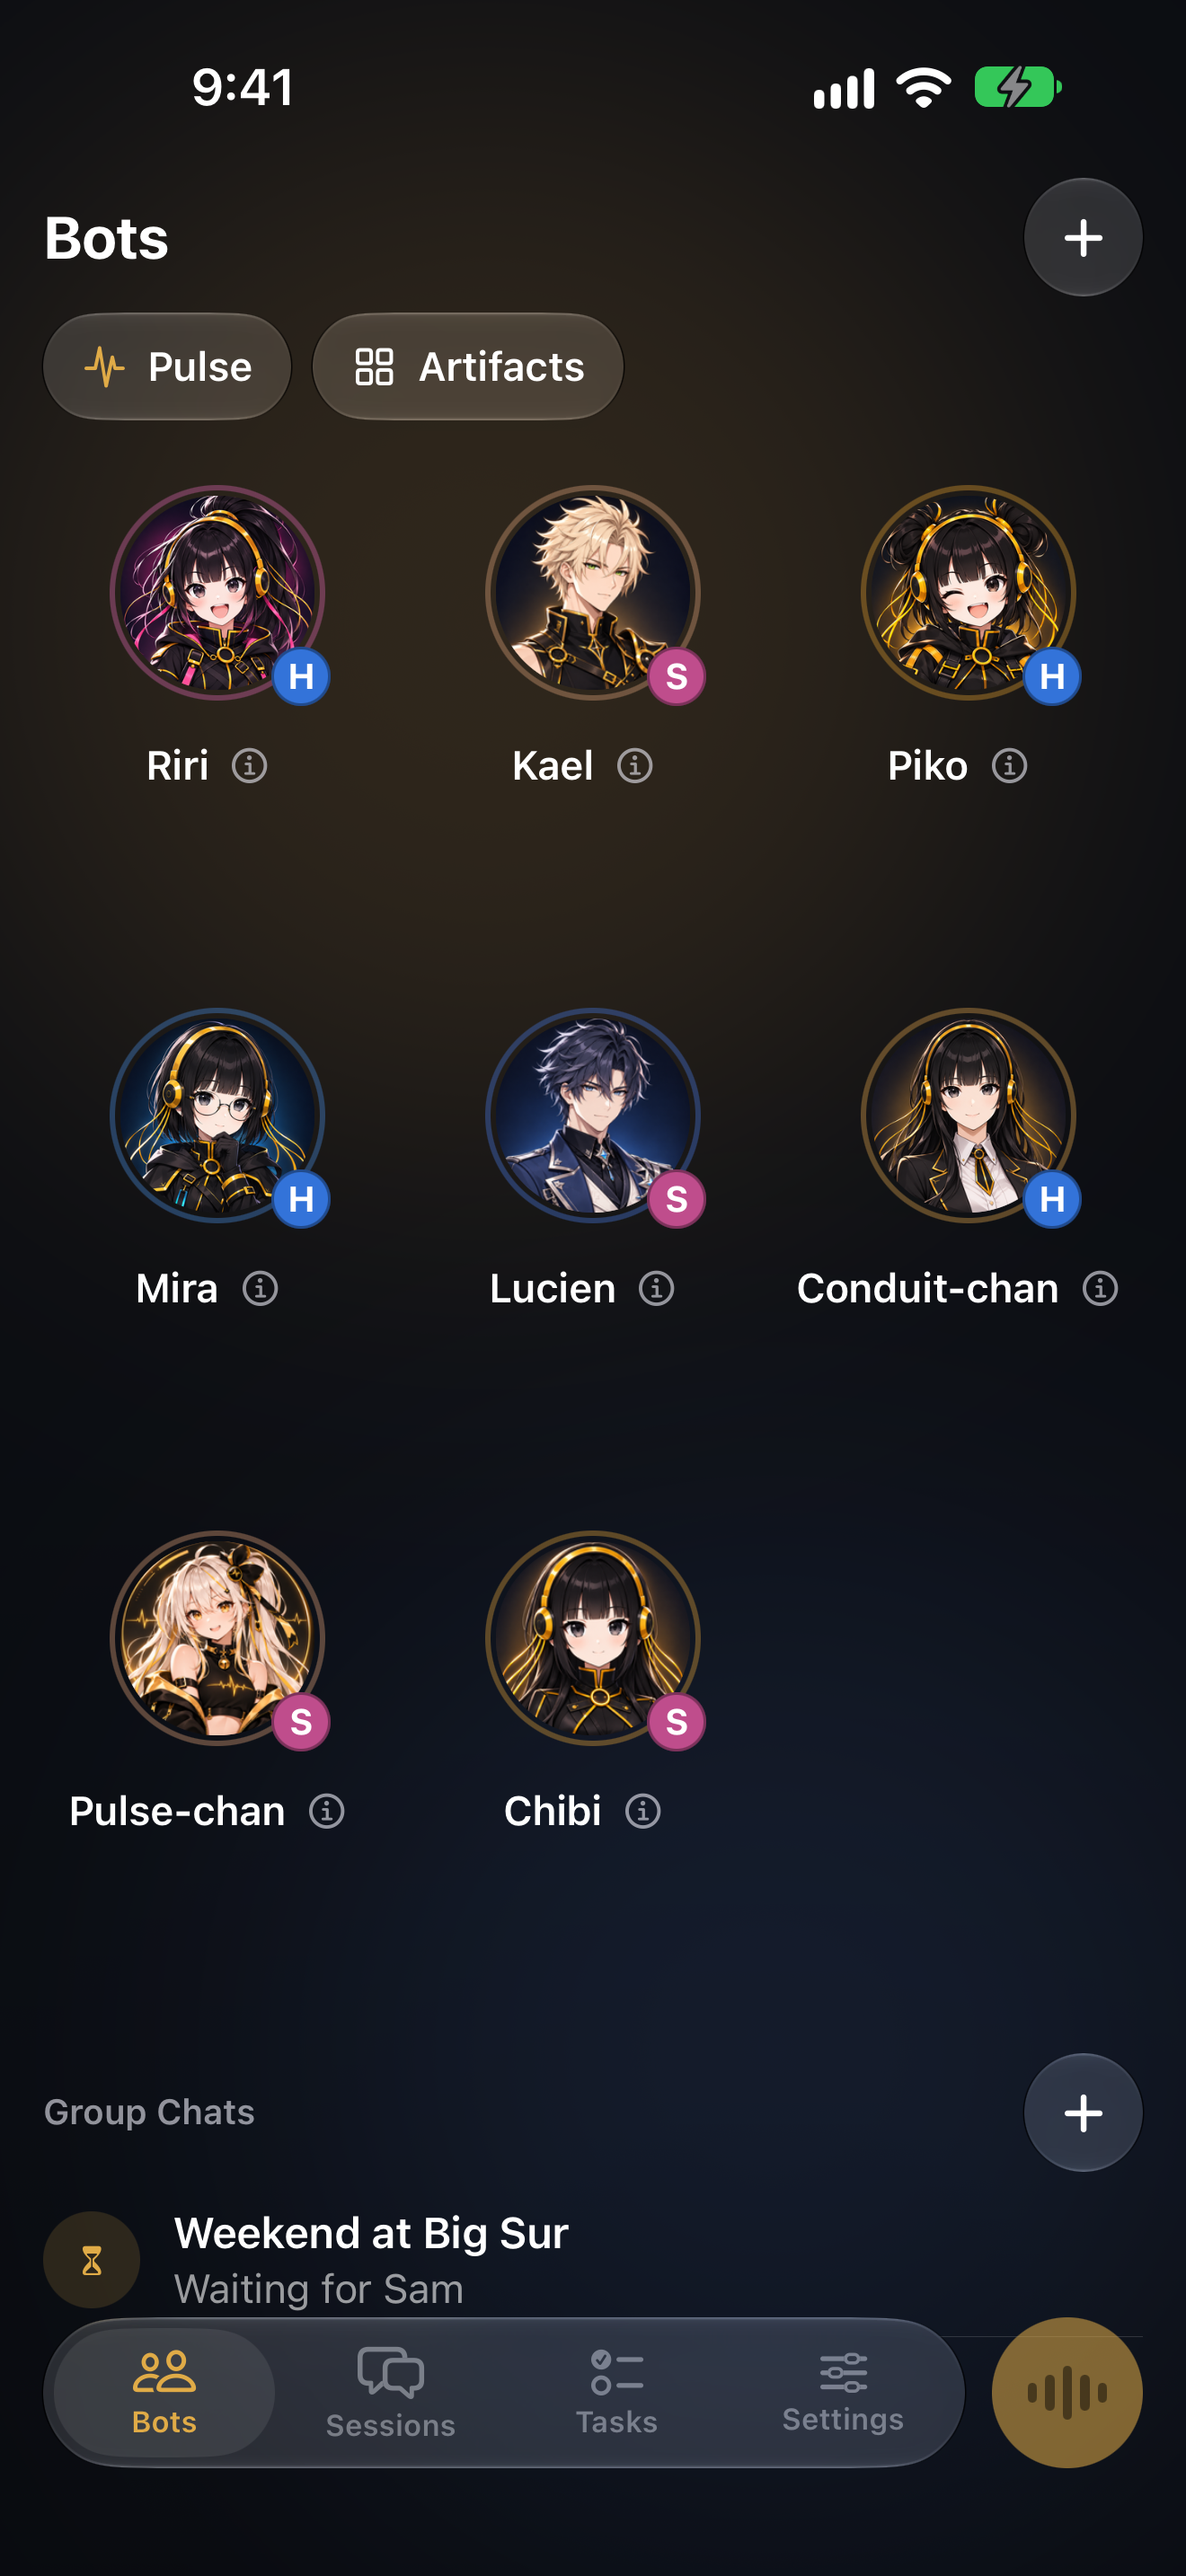 9:41
Bots
Pulse
Artifacts
H
S
H
Riri
Kael
Piko
H
S
H
Mira
Lucien
Conduit-chan
S
S
Pulse-chan
Chibi
Group Chats
Weekend at Big Sur
Waiting for Sam
Bots
Sessions
Tasks
Settings